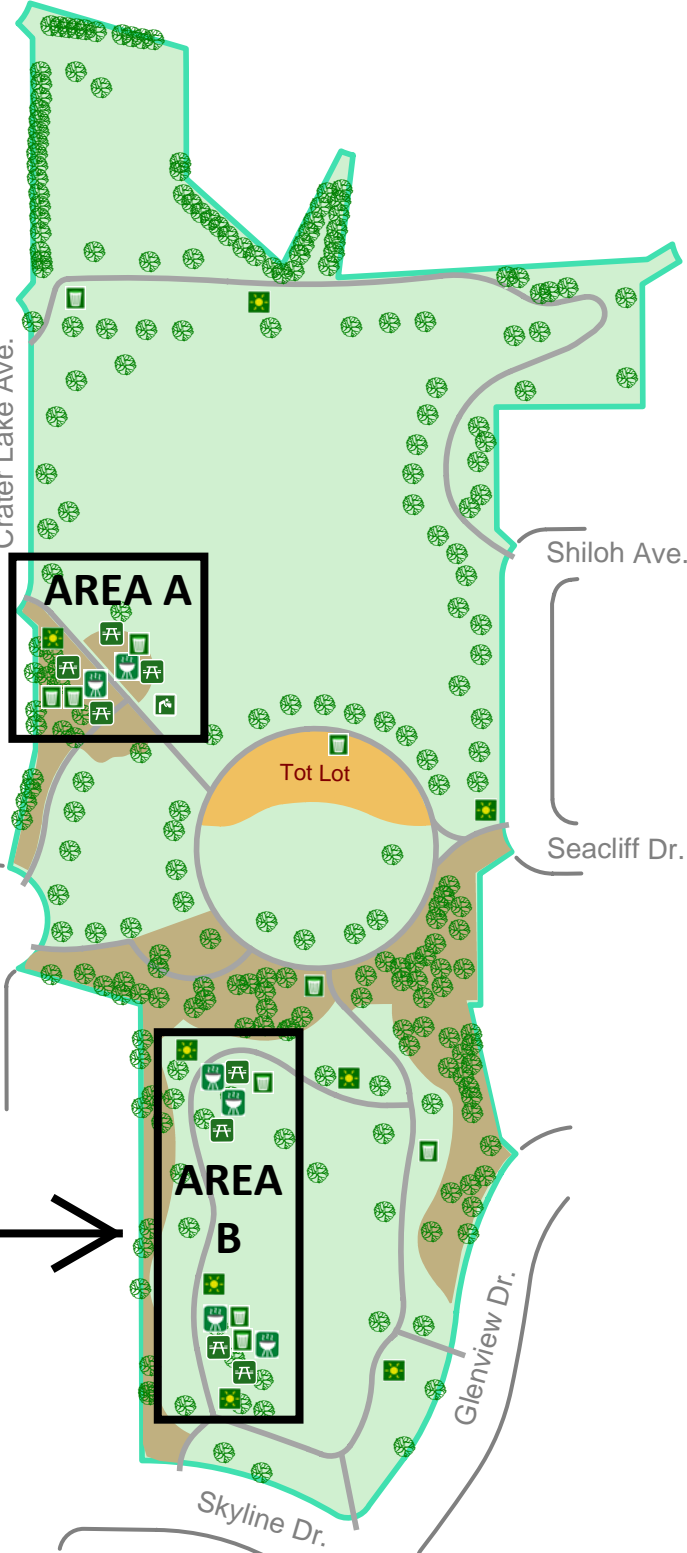 Crater Lake Ave.
Shiloh Ave.
AREA A
Tot Lot
Seacliff Dr.
AREA
B
Glenview Dr.
Skyline Dr.